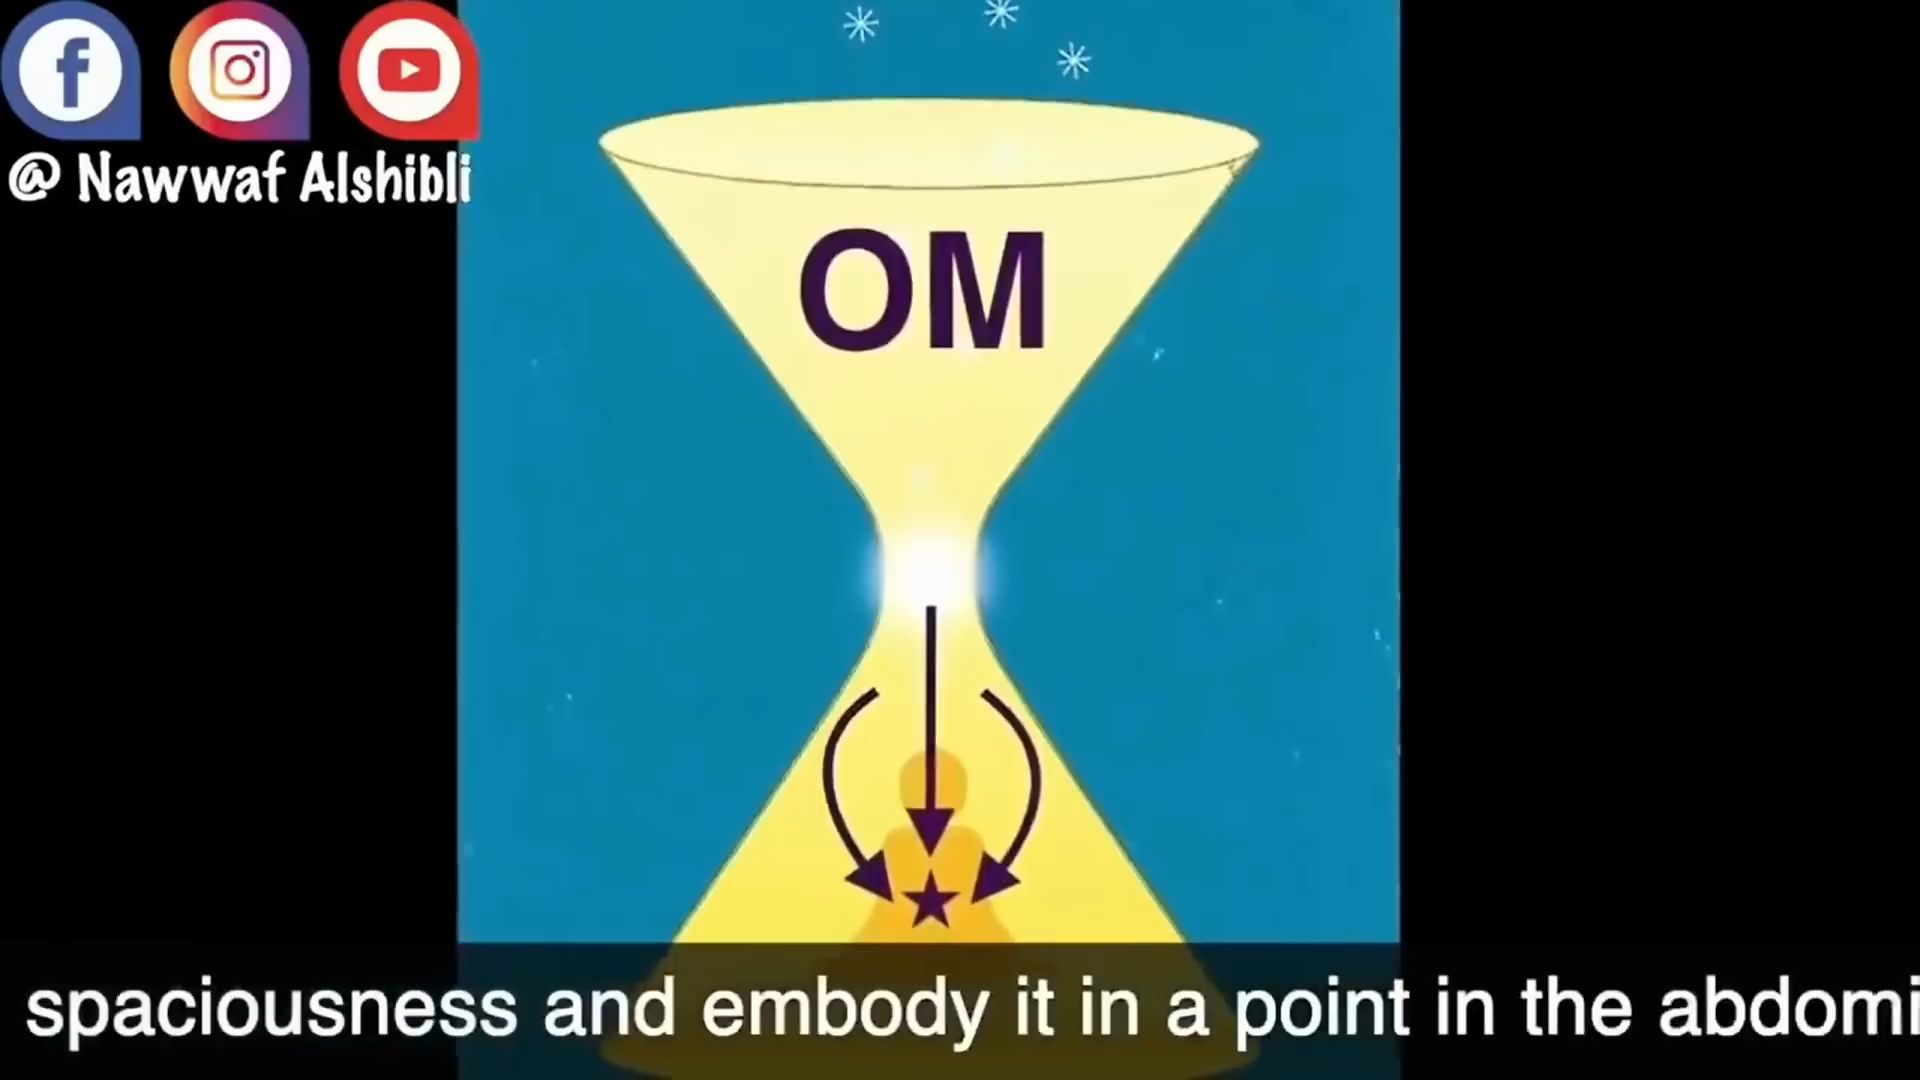 @ Nawwaf Alshibli
OM
spaciousness and embody it in a point in the abdomi